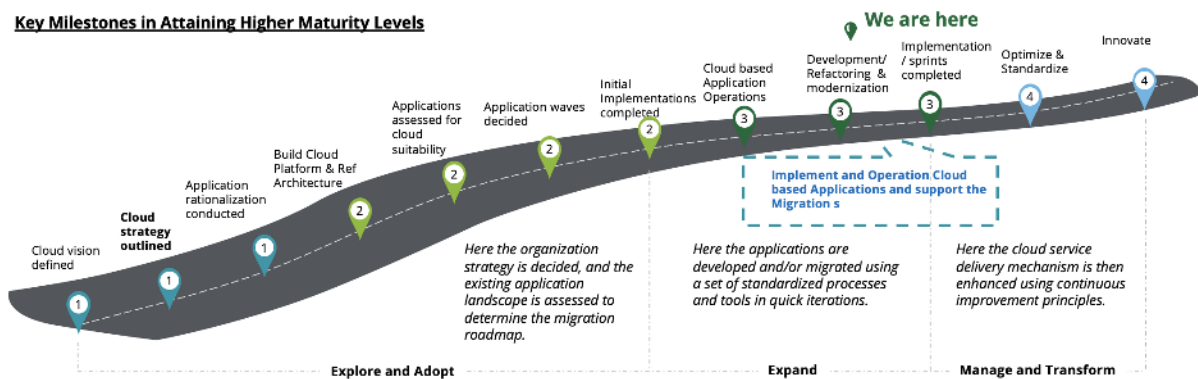 Key Milestones in Attaining Higher Maturity Levels
We are here
Cloud vision
defined
Cloud
strategy
outlined
Application
rationalization
conducted
Build Cloud
Platform & Ref
Architecture
Applications
assessed for
cloud
suitability
Application waves
decided
Initial
Implementations
completed
Cloud based
Application
Operations
Development/
Refactoring &
modernization
Implementation
/ sprints
completed
Optimize &
Standardize
Innovate
1
1
1
2
2
2
2
3
3
3
4
4
Implement and Operation Cloud
based Applications and support the
Migration s
Here the organization
strategy is decided, and the
existing application
landscape is assessed to
determine the migration
roadmap.
Here the applications are
developed and/or migrated using
a set of standardized processes
and tools in quick iterations.
Here the cloud service
delivery mechanism is then
enhanced using continuous
improvement principles.
Explore and Adopt
Expand
Manage and Transform